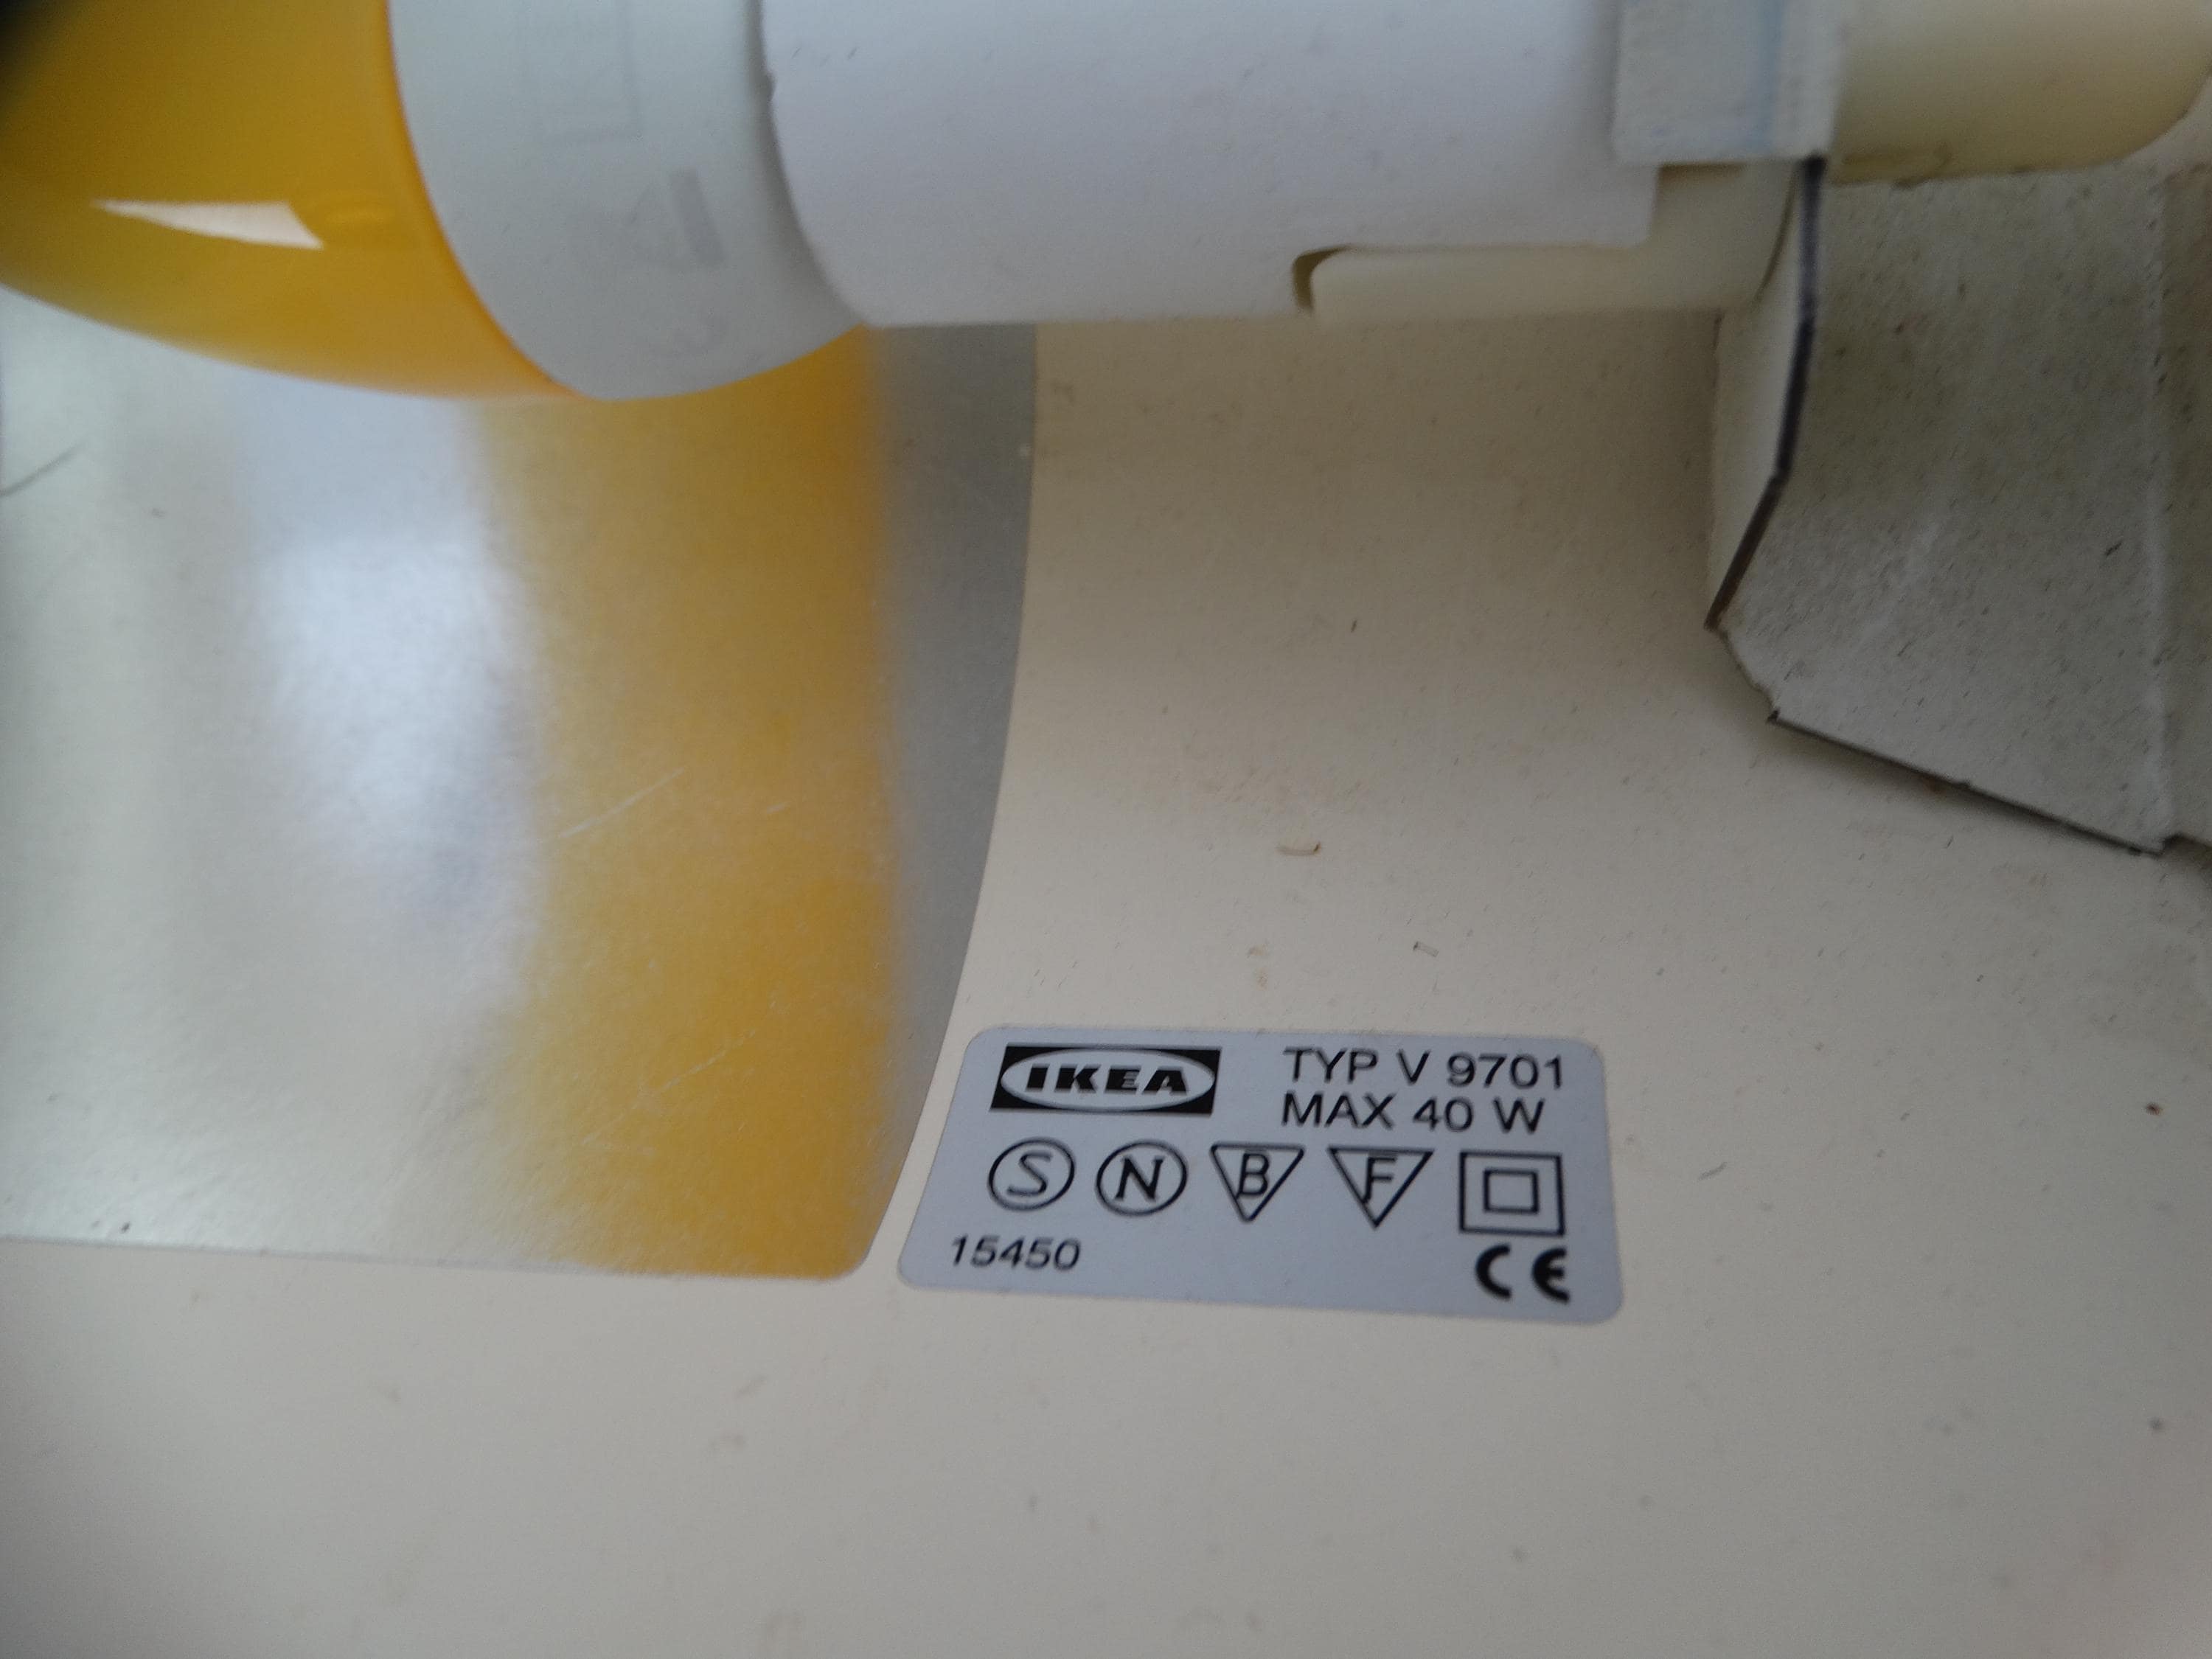 IKEA
TYP V 9701
MAX 40 W
S N B F
15450
CE